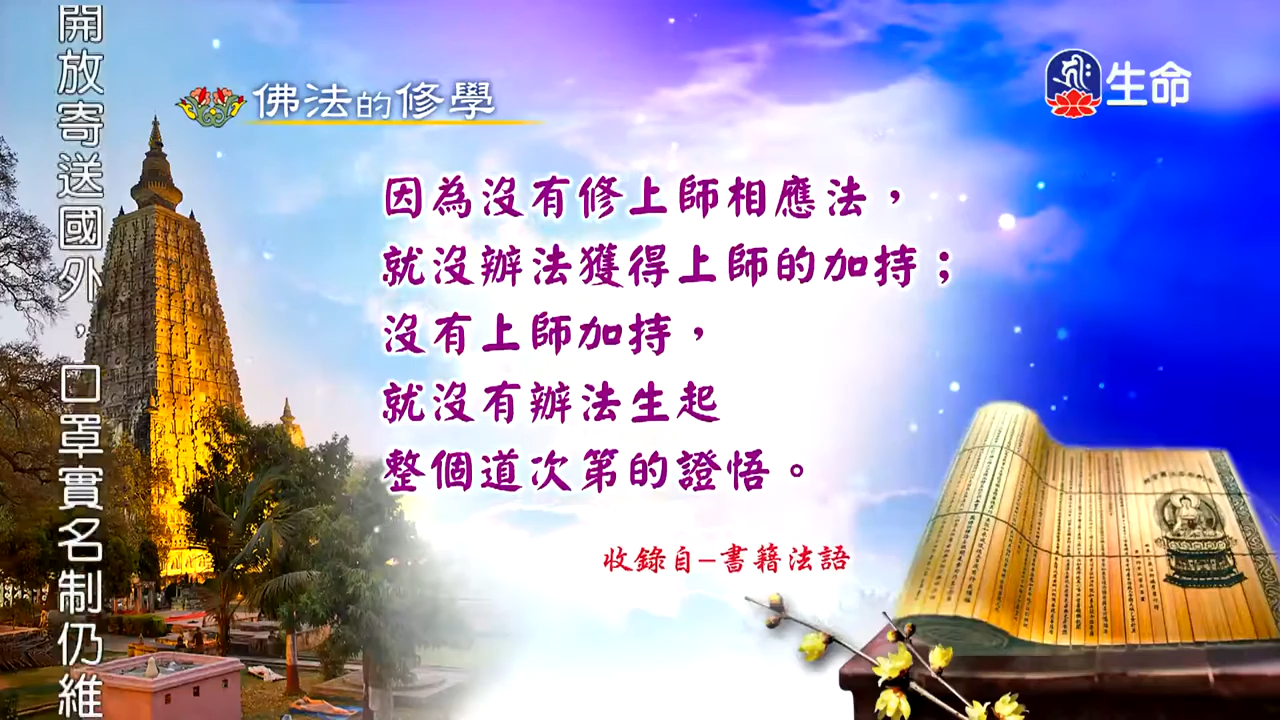 開放寄送國外，口罩實名制仍維
佛法的修學
生命
因為沒有修上師相應法，
就沒辦法獲得上師的加持；
沒有上師加持，
就沒有辦法生起
整個道次第的證悟。
收錄自–書籍法語